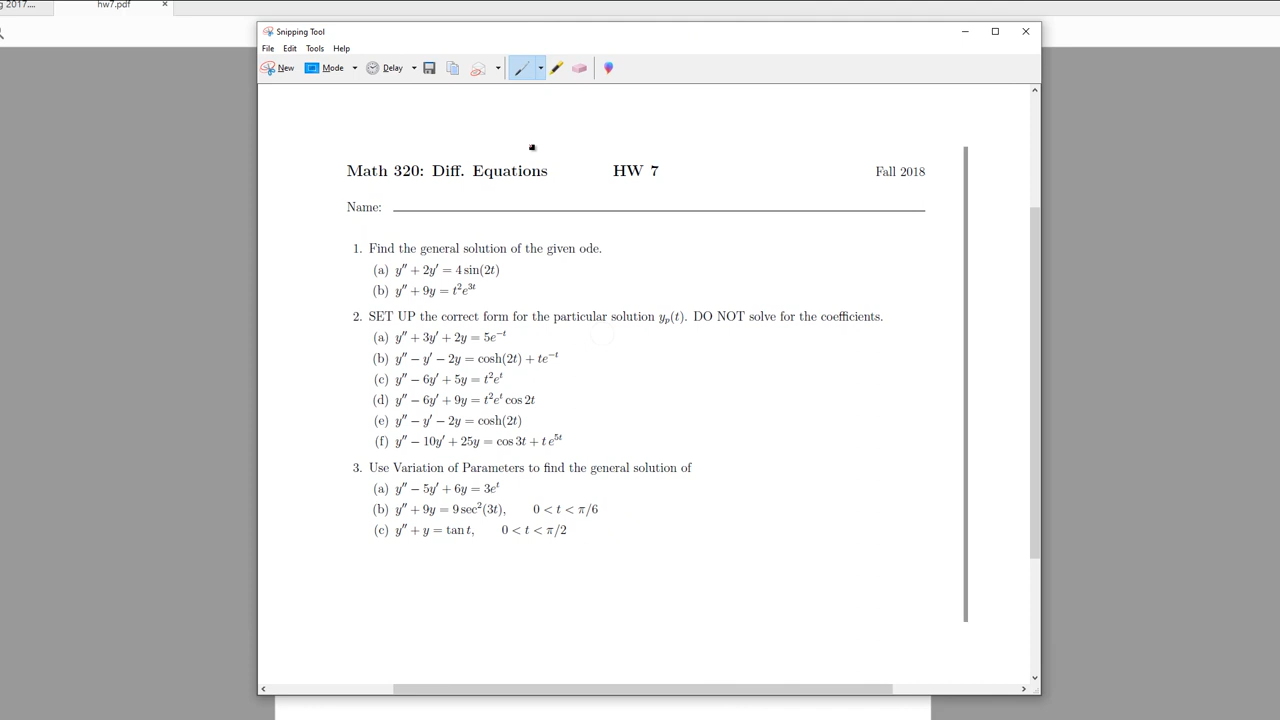 g 2017.... hw7.pdf ×
Snipping Tool
File Edit Tools Help
New Mode Delay
Math 320: Diff. Equations HW 7 Fall 2018
Name:
1. Find the general solution of the given ode.
(a) y″ + 2y′ = 4 sin(2t)
(b) y″ + 9y = t²e³ᵗ
2. SET UP the correct form for the particular solution yₚ(t). DO NOT solve for the coefficients.
(a) y″ + 3y′ + 2y = 5e⁻ᵗ
(b) y″ − y′ − 2y = cosh(2t) + te⁻ᵗ
(c) y″ − 6y′ + 5y = t²eᵗ
(d) y″ − 6y′ + 9y = t²eᵗ cos 2t
(e) y″ − y′ − 2y = cosh(2t)
(f) y″ − 10y′ + 25y = cos 3t + t e⁵ᵗ
3. Use Variation of Parameters to find the general solution of
(a) y″ − 5y′ + 6y = 3eᵗ
(b) y″ + 9y = 9 sec²(3t), 0 < t < π/6
(c) y″ + y = tan t, 0 < t < π/2